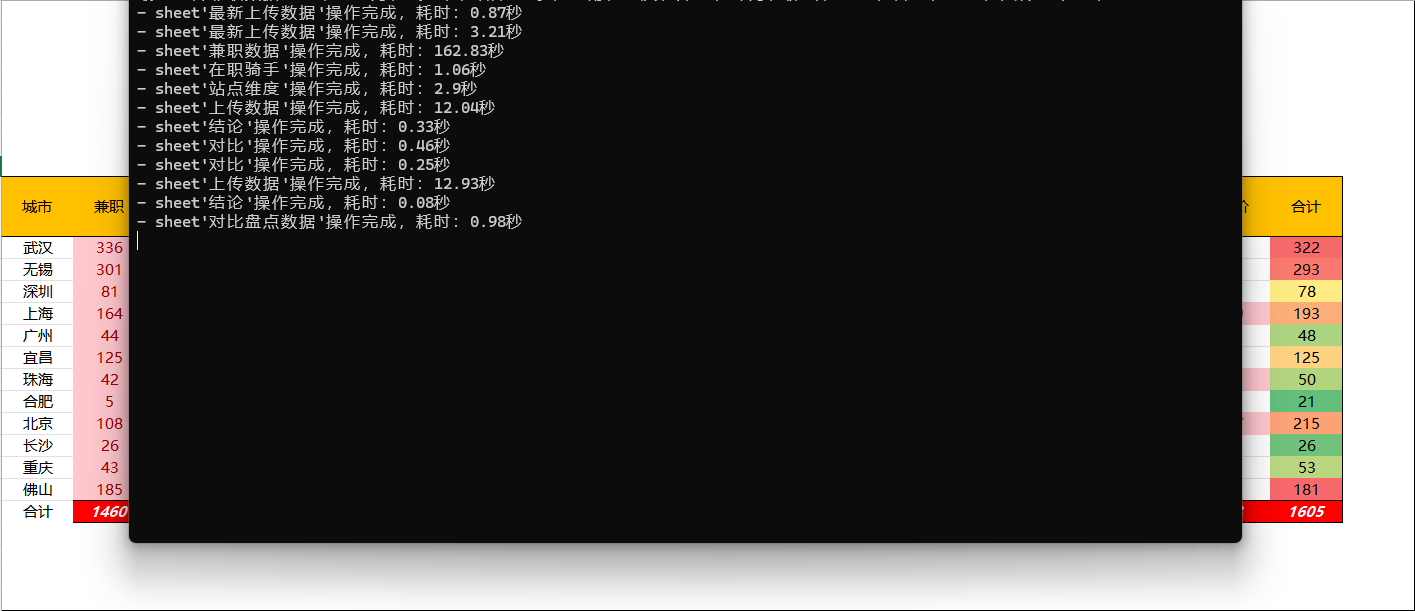 - sheet'最新上传数据'操作完成, 耗时: 0.87秒
- sheet'最新上传数据'操作完成, 耗时: 3.21秒
- sheet'兼职数据'操作完成, 耗时: 162.83秒
- sheet'在职骑手'操作完成, 耗时: 1.06秒
- sheet'站点维度'操作完成, 耗时: 2.9秒
- sheet'上传数据'操作完成, 耗时: 12.04秒
- sheet'结论'操作完成, 耗时: 0.33秒
- sheet'对比'操作完成, 耗时: 0.46秒
- sheet'对比'操作完成, 耗时: 0.25秒
- sheet'上传数据'操作完成, 耗时: 12.93秒
- sheet'结论'操作完成, 耗时: 0.08秒
- sheet'对比盘点数据'操作完成, 耗时: 0.98秒
城市 兼职 合计
武汉 336 322
无锡 301 293
深圳 81 78
上海 164 193
广州 44 48
宜昌 125 125
珠海 42 50
合肥 5 21
北京 108 215
长沙 26 26
重庆 43 53
佛山 185 181
合计 1460 1605